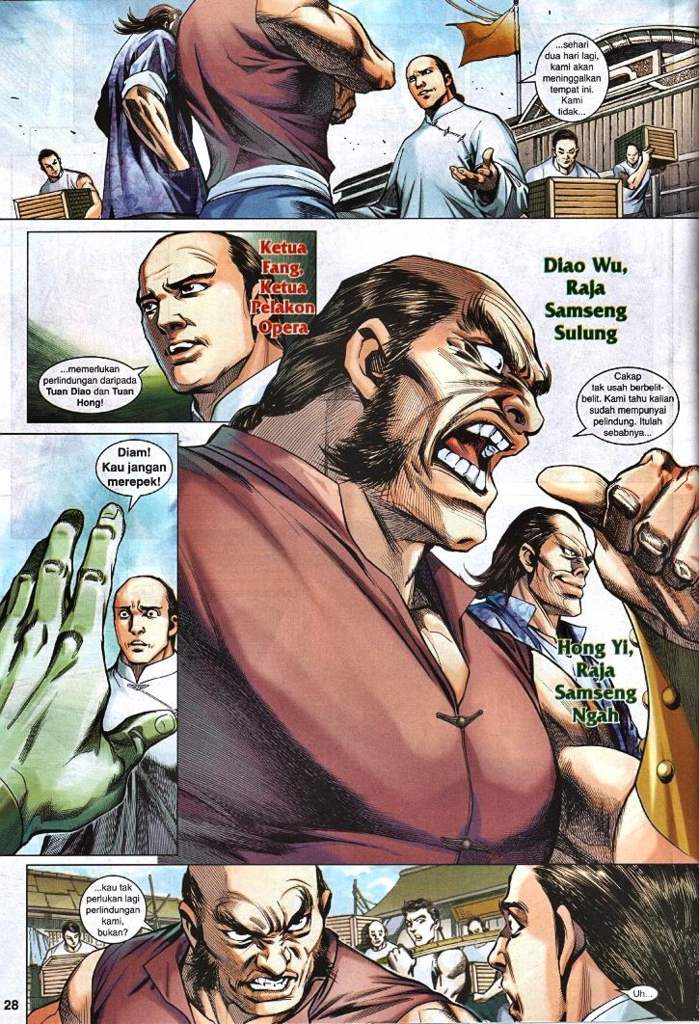 ...sehari
dua hari lagi,
kami akan
meninggalkan
tempat ini.
Kami
tidak...
Ketua
Fang,
Ketua
Pelakon
Opera
...memerlukan
perlindungan daripada
Tuan Diao dan Tuan
Hong!
Diao Wu,
Raja
Samseng
Sulung
Cakap
tak usah berbelit-
belit. Kami tahu kalian
sudah mempunyai
pelindung. Itulah
sebabnya...
Diam!
Kau jangan
merepek!
Hong Yi,
Raja
Samseng
Ngah
...kau tak
perlukan lagi
perlindungan
kami,
bukan?
Uh...
28